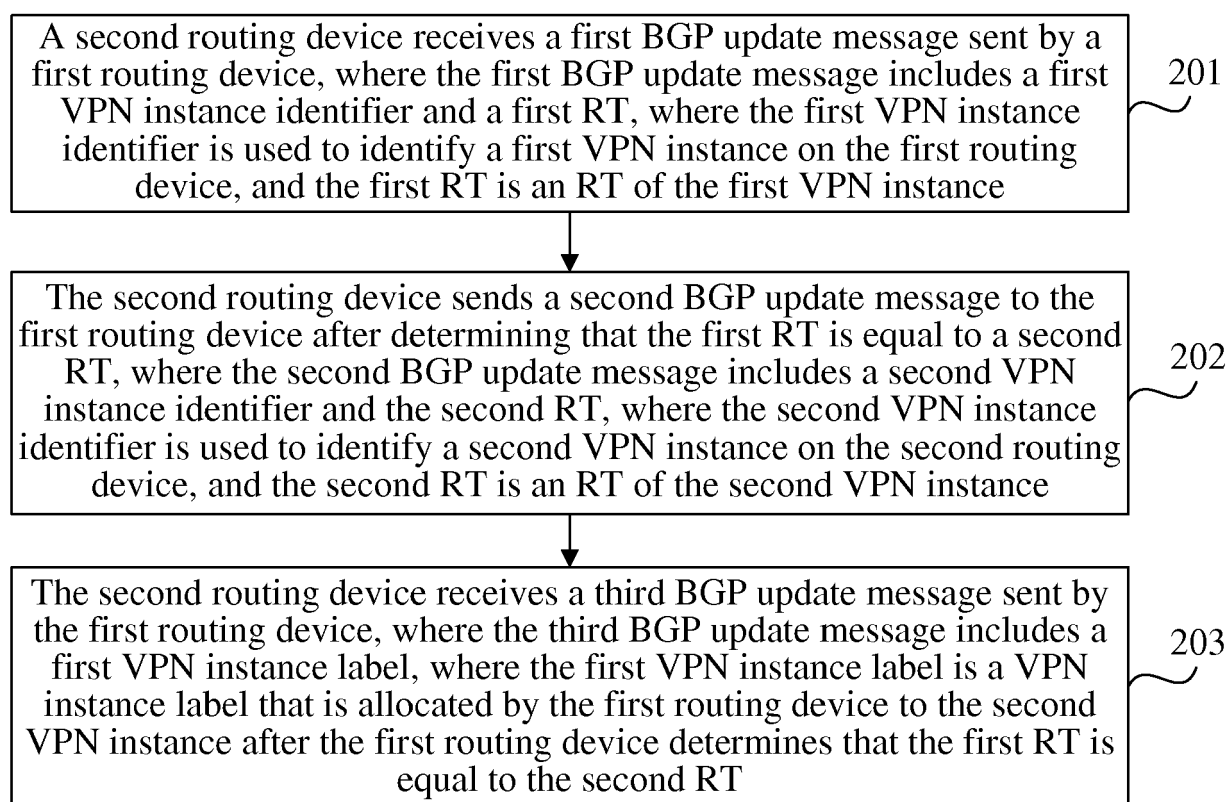 A second routing device receives a first BGP update message sent by a
first routing device, where the first BGP update message includes a first
VPN instance identifier and a first RT, where the first VPN instance
identifier is used to identify a first VPN instance on the first routing
device, and the first RT is an RT of the first VPN instance
201
The second routing device sends a second BGP update message to the
first routing device after determining that the first RT is equal to a second
RT, where the second BGP update message includes a second VPN
instance identifier and the second RT, where the second VPN instance
identifier is used to identify a second VPN instance on the second routing
device, and the second RT is an RT of the second VPN instance
202
The second routing device receives a third BGP update message sent by
the first routing device, where the third BGP update message includes a
first VPN instance label, where the first VPN instance label is a VPN
instance label that is allocated by the first routing device to the second
VPN instance after the first routing device determines that the first RT is
equal to the second RT
203